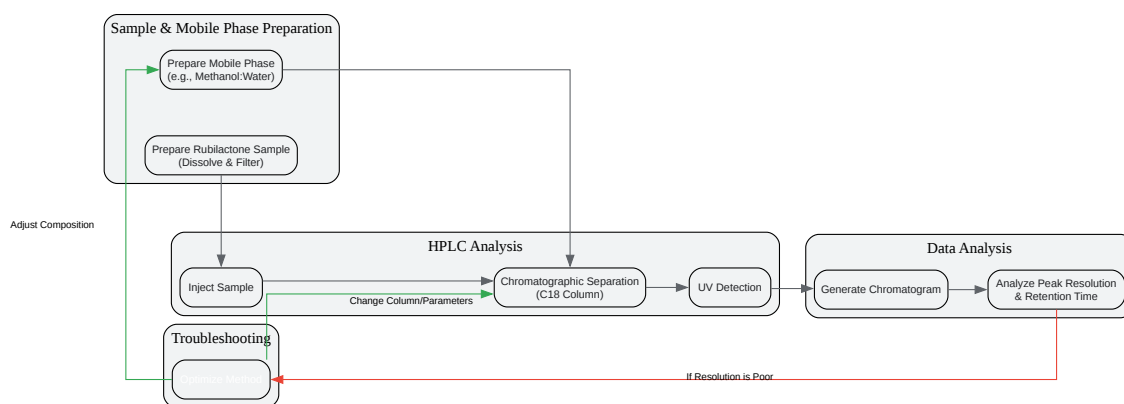 Sample & Mobile Phase Preparation
Prepare Mobile Phase
(e.g., Methanol:Water)
Prepare Rubilactone Sample
(Dissolve & Filter)
Adjust Composition
HPLC Analysis
Inject Sample
Chromatographic Separation
(C18 Column)
UV Detection
Change Column/Parameters
Data Analysis
Generate Chromatogram
Analyze Peak Resolution
& Retention Time
Troubleshooting
Optimize Method
If Resolution is Poor